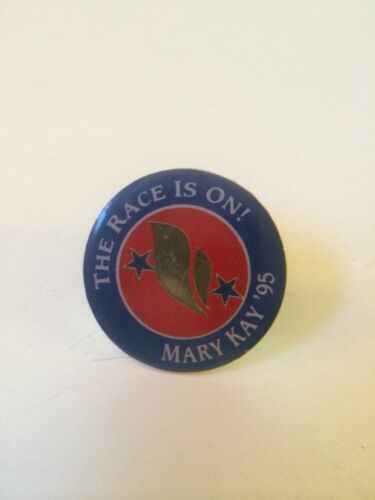 THE RACE IS ON!
MARY KAY '95